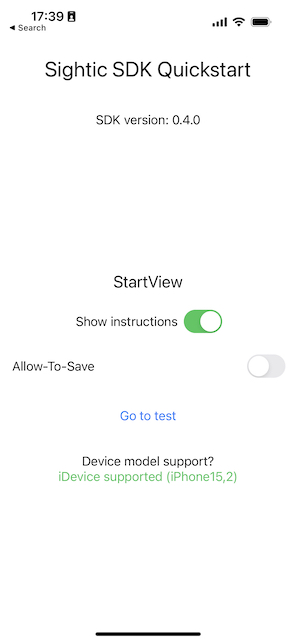 17:39
◀ Search
Sightic SDK Quickstart
SDK version: 0.4.0
StartView
Show instructions
Allow-To-Save
Go to test
Device model support?
iDevice supported (iPhone15,2)